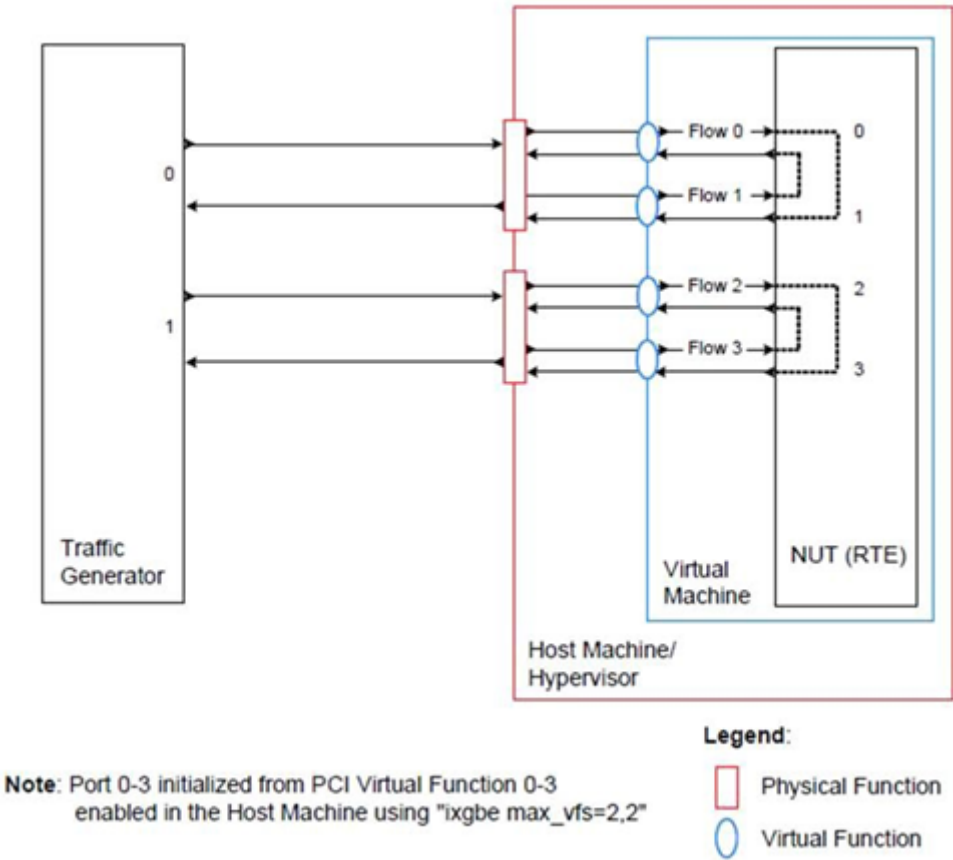 0
1
Traffic
Generator
Flow 0
0
Flow 1
1
Flow 2
2
Flow 3
3
NUT (RTE)
Virtual
Machine
Host Machine/
Hypervisor
Legend:
Physical Function
Virtual Function
Note: Port 0-3 initialized from PCI Virtual Function 0-3
enabled in the Host Machine using "ixgbe max_vfs=2,2"